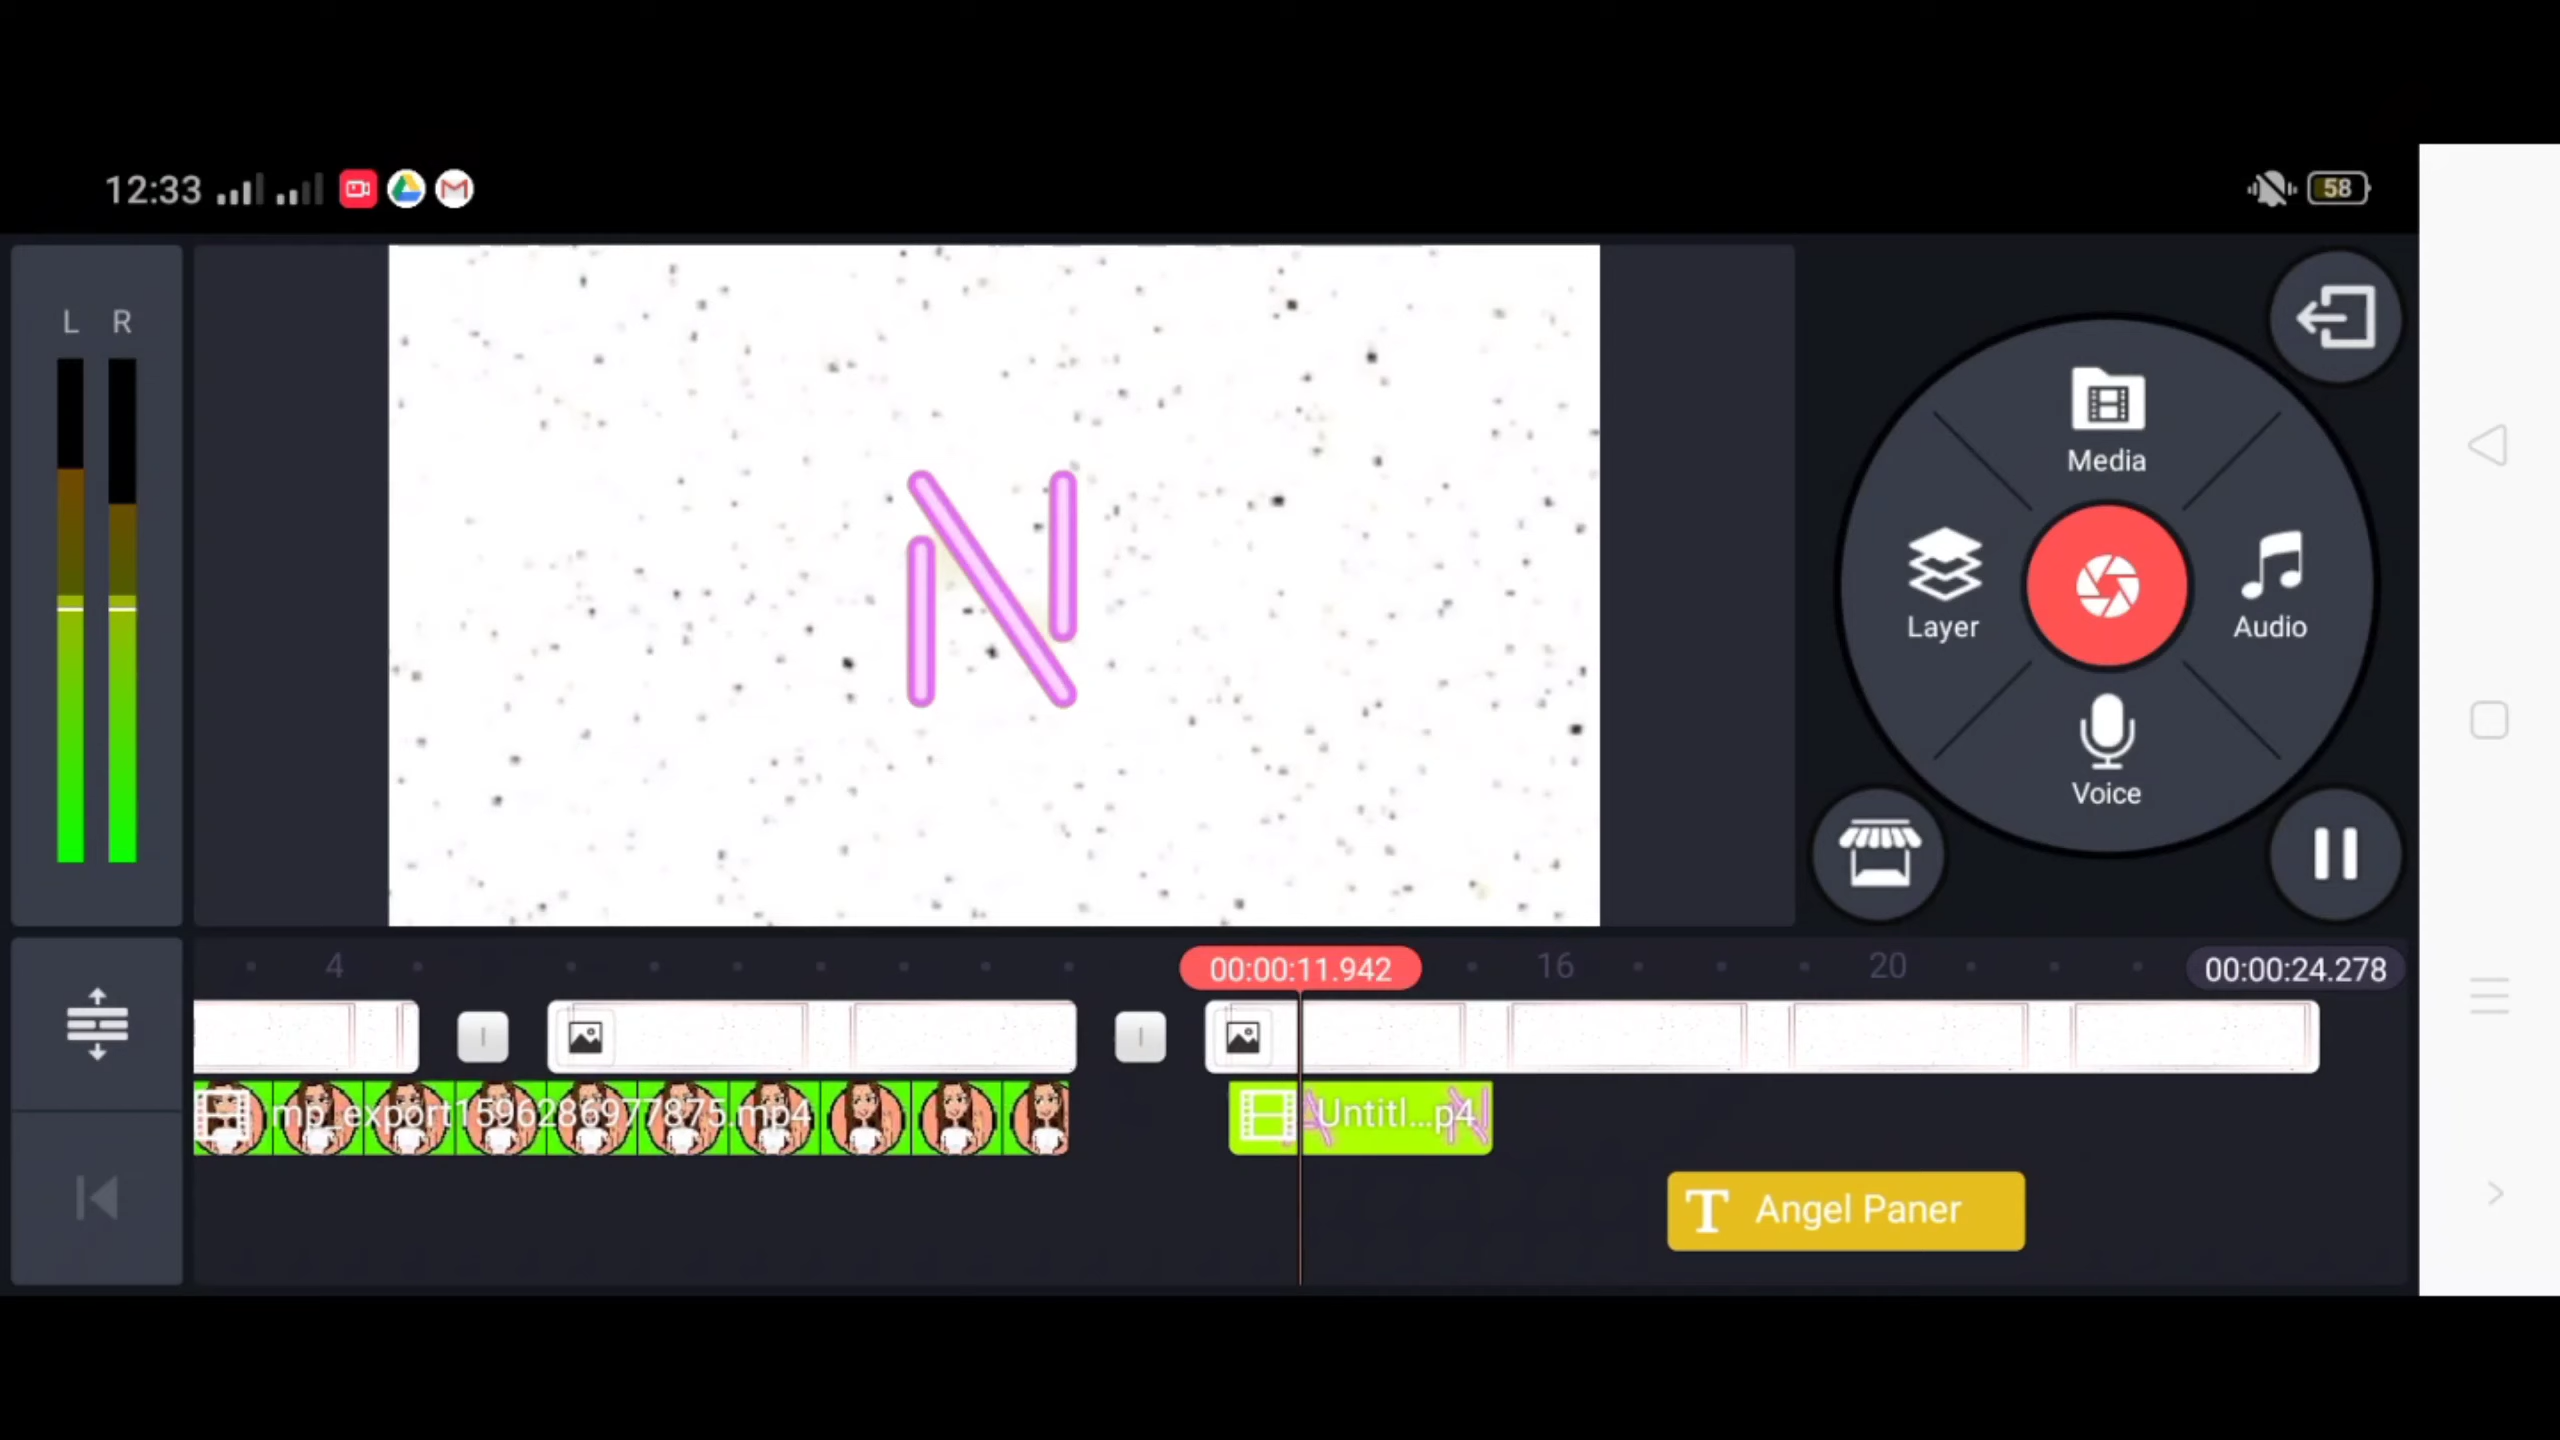 12:33
58
L R
N
Media
Layer
Audio
Voice
4
00:00:11.942
16
20
00:00:24.278
mp_export1596286977875.mp4
Untitl...p4
T Angel Paner